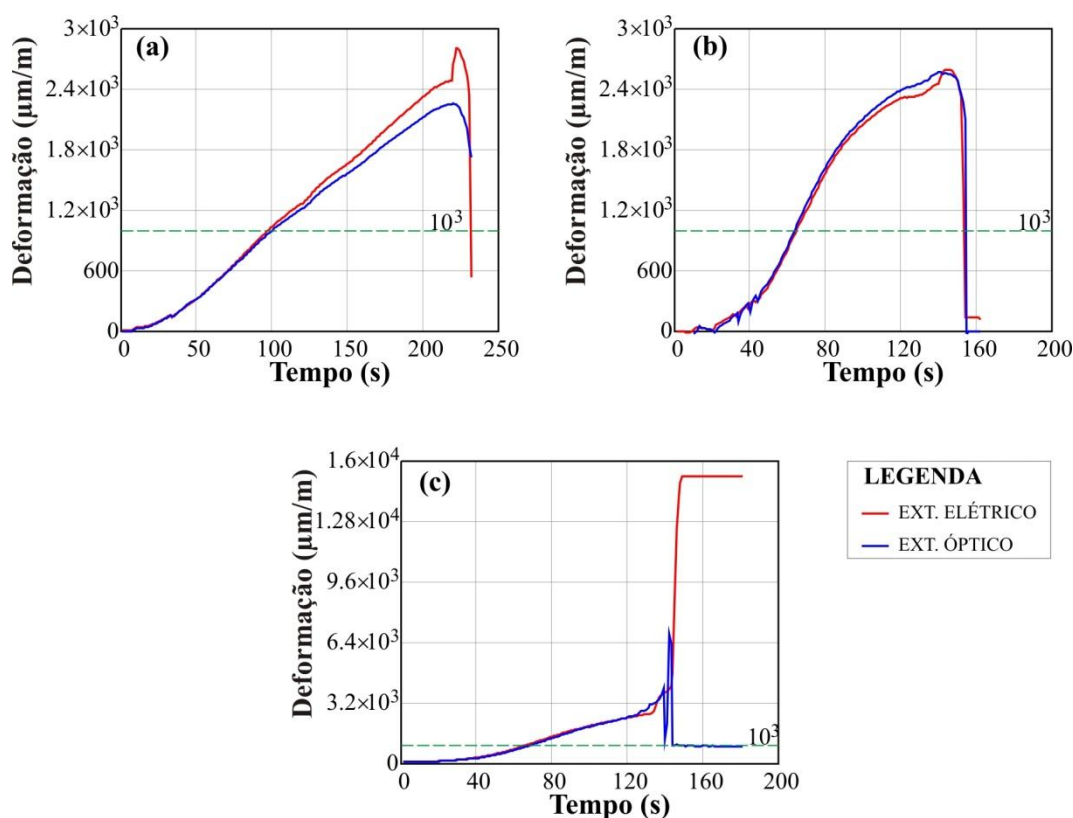 (a)
Deformação (µm/m)
3×10³
2.4×10³
1.8×10³
1.2×10³
600
0
10³
0 50 100 150 200 250
Tempo (s)
(b)
Deformação (µm/m)
3×10³
2.4×10³
1.8×10³
1.2×10³
600
0
10³
0 40 80 120 160 200
Tempo (s)
(c)
Deformação (µm/m)
1.6×10⁴
1.28×10⁴
9.6×10³
6.4×10³
3.2×10³
0
10³
0 40 80 120 160 200
Tempo (s)
LEGENDA
EXT. ELÉTRICO
EXT. ÓPTICO